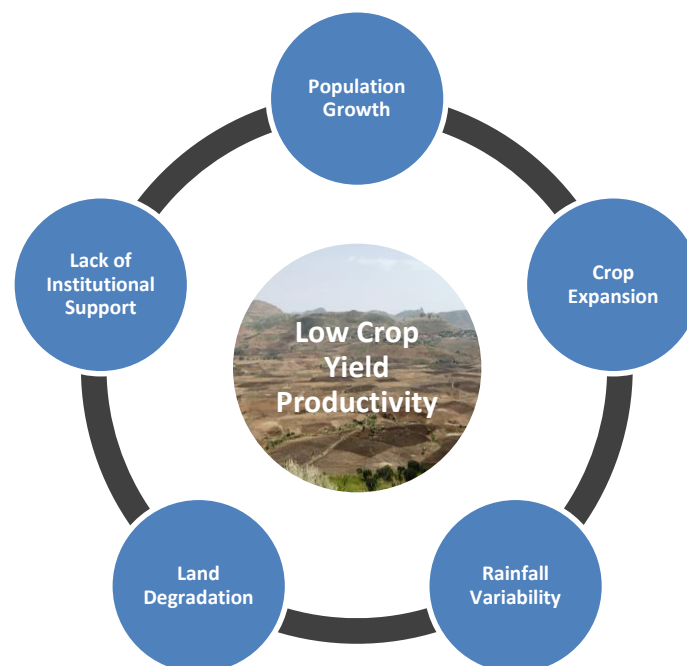 Population
Growth
Lack of
Institutional
Support
Crop
Expansion
Low Crop
Yield
Productivity
Land
Degradation
Rainfall
Variability